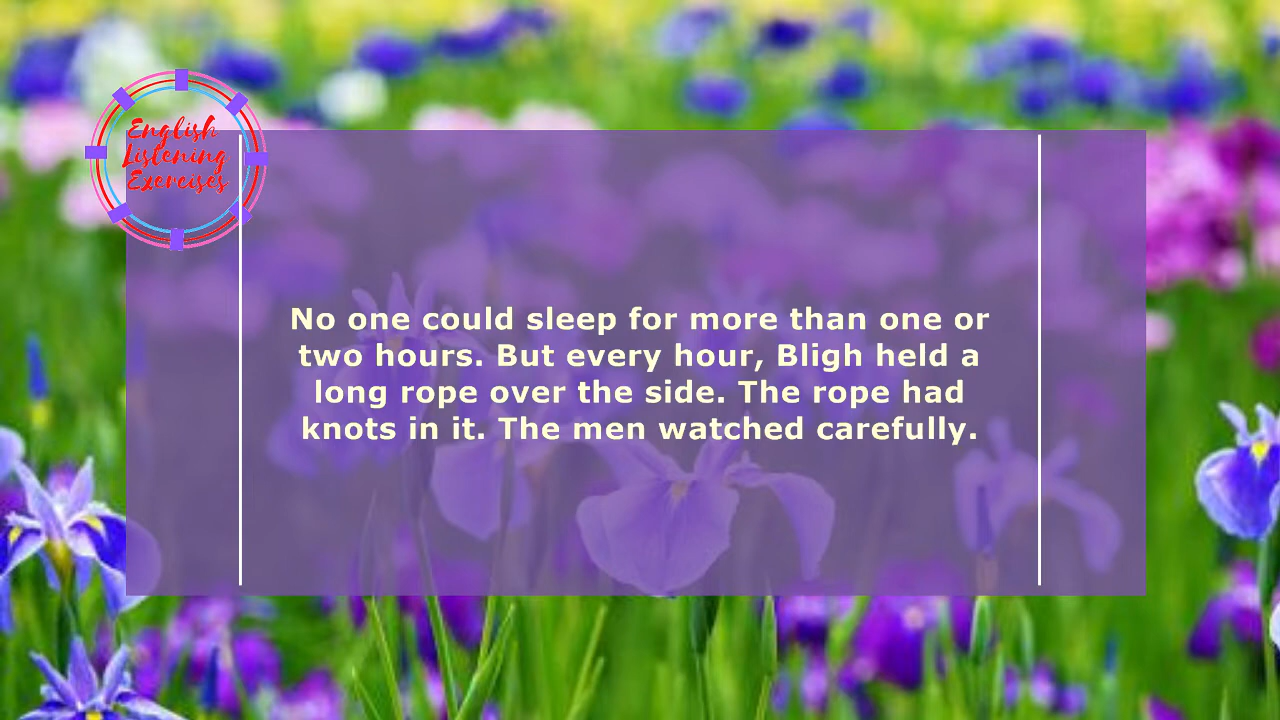 English
Listening
Exercises
No one could sleep for more than one or
two hours. But every hour, Bligh held a
long rope over the side. The rope had
knots in it. The men watched carefully.